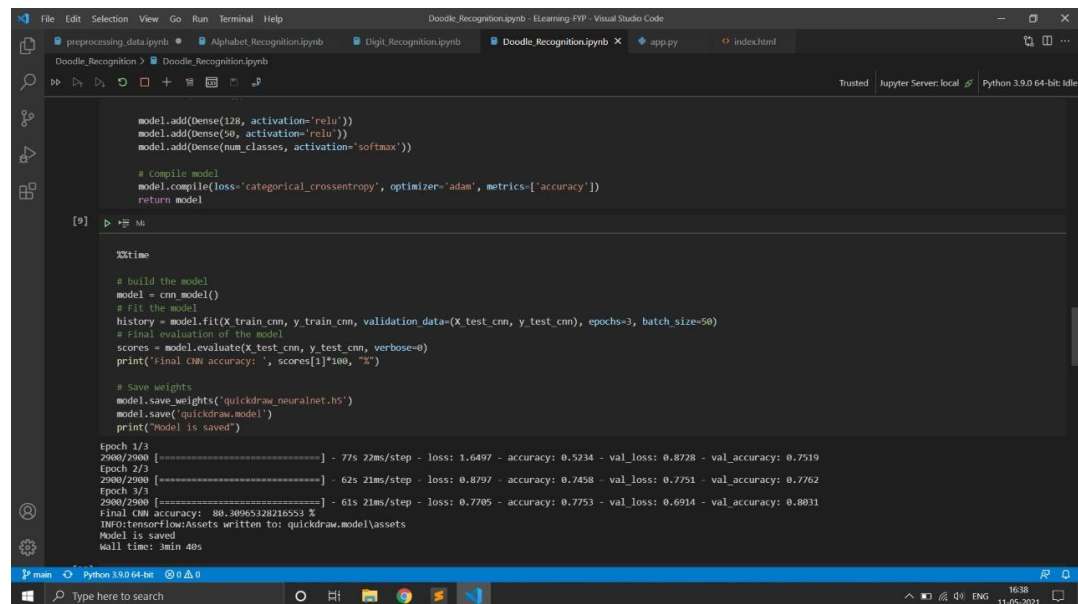 File Edit Selection View Go Run Terminal Help Doodle_Recognition.ipynb - ELearning-FYP - Visual Studio Code
preprocessing_data.ipynb Alphabet_Recognition.ipynb Digit_Recognition.ipynb Doodle_Recognition.ipynb app.py index.html
Doodle_Recognition > Doodle_Recognition.ipynb
Trusted Jupyter Server: local Python 3.9.0 64-bit: Idle
model.add(Dense(128, activation='relu'))
model.add(Dense(50, activation='relu'))
model.add(Dense(num_classes, activation='softmax'))
# Compile model
model.compile(loss='categorical_crossentropy', optimizer='adam', metrics=['accuracy'])
return model
[9] M↓
%%time
# build the model
model = cnn_model()
# Fit the model
history = model.fit(X_train_cnn, y_train_cnn, validation_data=(X_test_cnn, y_test_cnn), epochs=3, batch_size=50)
# Final evaluation of the model
scores = model.evaluate(X_test_cnn, y_test_cnn, verbose=0)
print('Final CNN accuracy: ', scores[1]*100, "%")
# Save weights
model.save_weights('quickdraw_neuralnet.h5')
model.save('quickdraw.model')
print("Model is saved")
Epoch 1/3
2900/2900 [==============================] - 77s 22ms/step - loss: 1.6497 - accuracy: 0.5234 - val_loss: 0.8728 - val_accuracy: 0.7519
Epoch 2/3
2900/2900 [==============================] - 62s 21ms/step - loss: 0.8797 - accuracy: 0.7458 - val_loss: 0.7751 - val_accuracy: 0.7762
Epoch 3/3
2900/2900 [==============================] - 61s 21ms/step - loss: 0.7705 - accuracy: 0.7753 - val_loss: 0.6914 - val_accuracy: 0.8031
Final CNN accuracy: 80.30965328216553 %
INFO:tensorflow:Assets written to: quickdraw.model\assets
Model is saved
Wall time: 3min 40s
main Python 3.9.0 64-bit 0 0
Type here to search ENG 16:38
11-05-2021